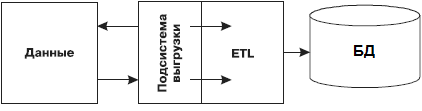 Данные
Подсистема
выгрузки
ETL
БД